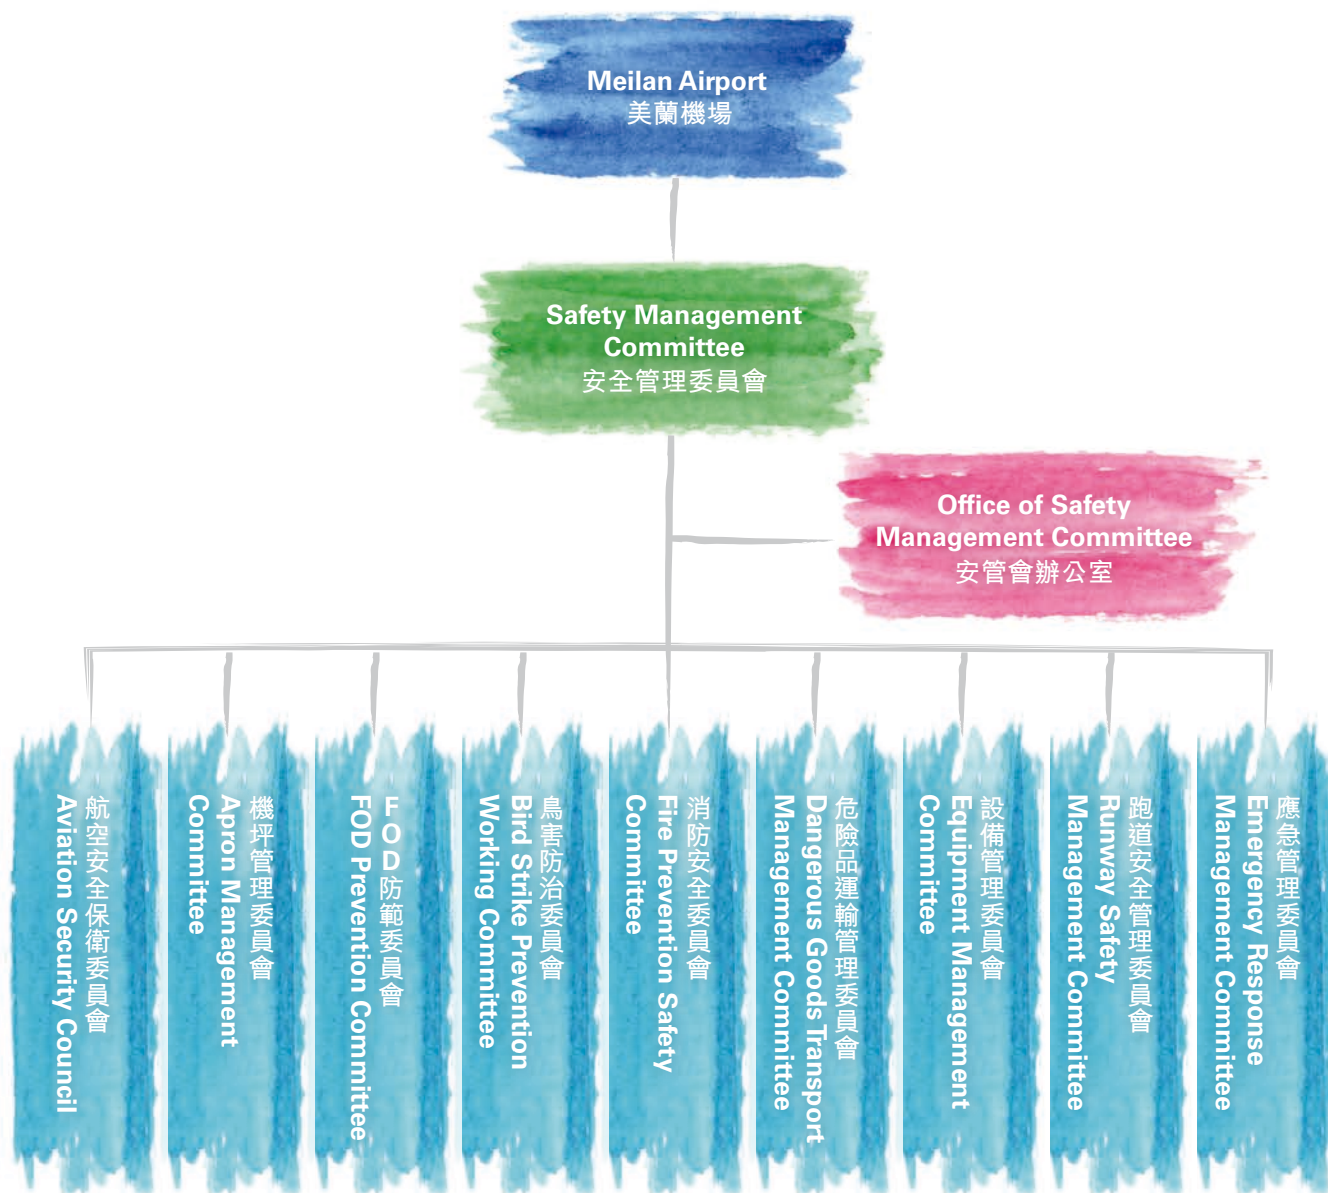 Meilan Airport
美蘭機場
Safety Management
Committee
安全管理委員會
Office of Safety
Management Committee
安管會辦公室
航空安全保衛委員會
Aviation Security Council
機坪管理委員會
Apron Management
Committee
FOD防範委員會
FOD Prevention Committee
鳥害防治委員會
Bird Strike Prevention
Working Committee
消防安全委員會
Fire Prevention Safety
Committee
危險品運輸管理委員會
Dangerous Goods Transport
Management Committee
設備管理委員會
Equipment Management
Committee
跑道安全管理委員會
Runway Safety
Management Committee
應急管理委員會
Emergency Response
Management Committee